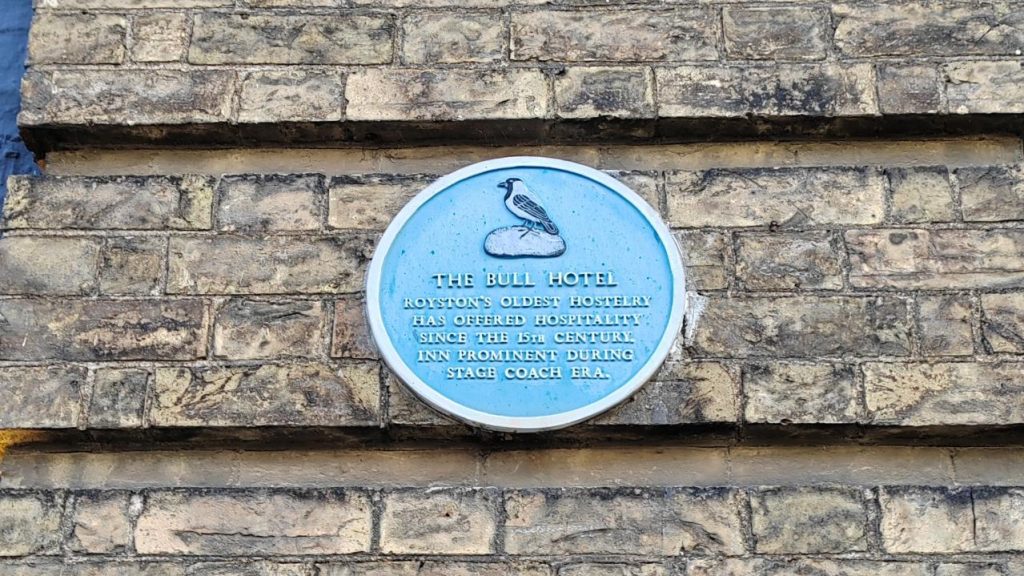 THE BULL HOTEL
ROYSTON'S OLDEST HOSTELRY
HAS OFFERED HOSPITALITY
SINCE THE 15TH CENTURY.
INN PROMINENT DURING
STAGE COACH ERA.